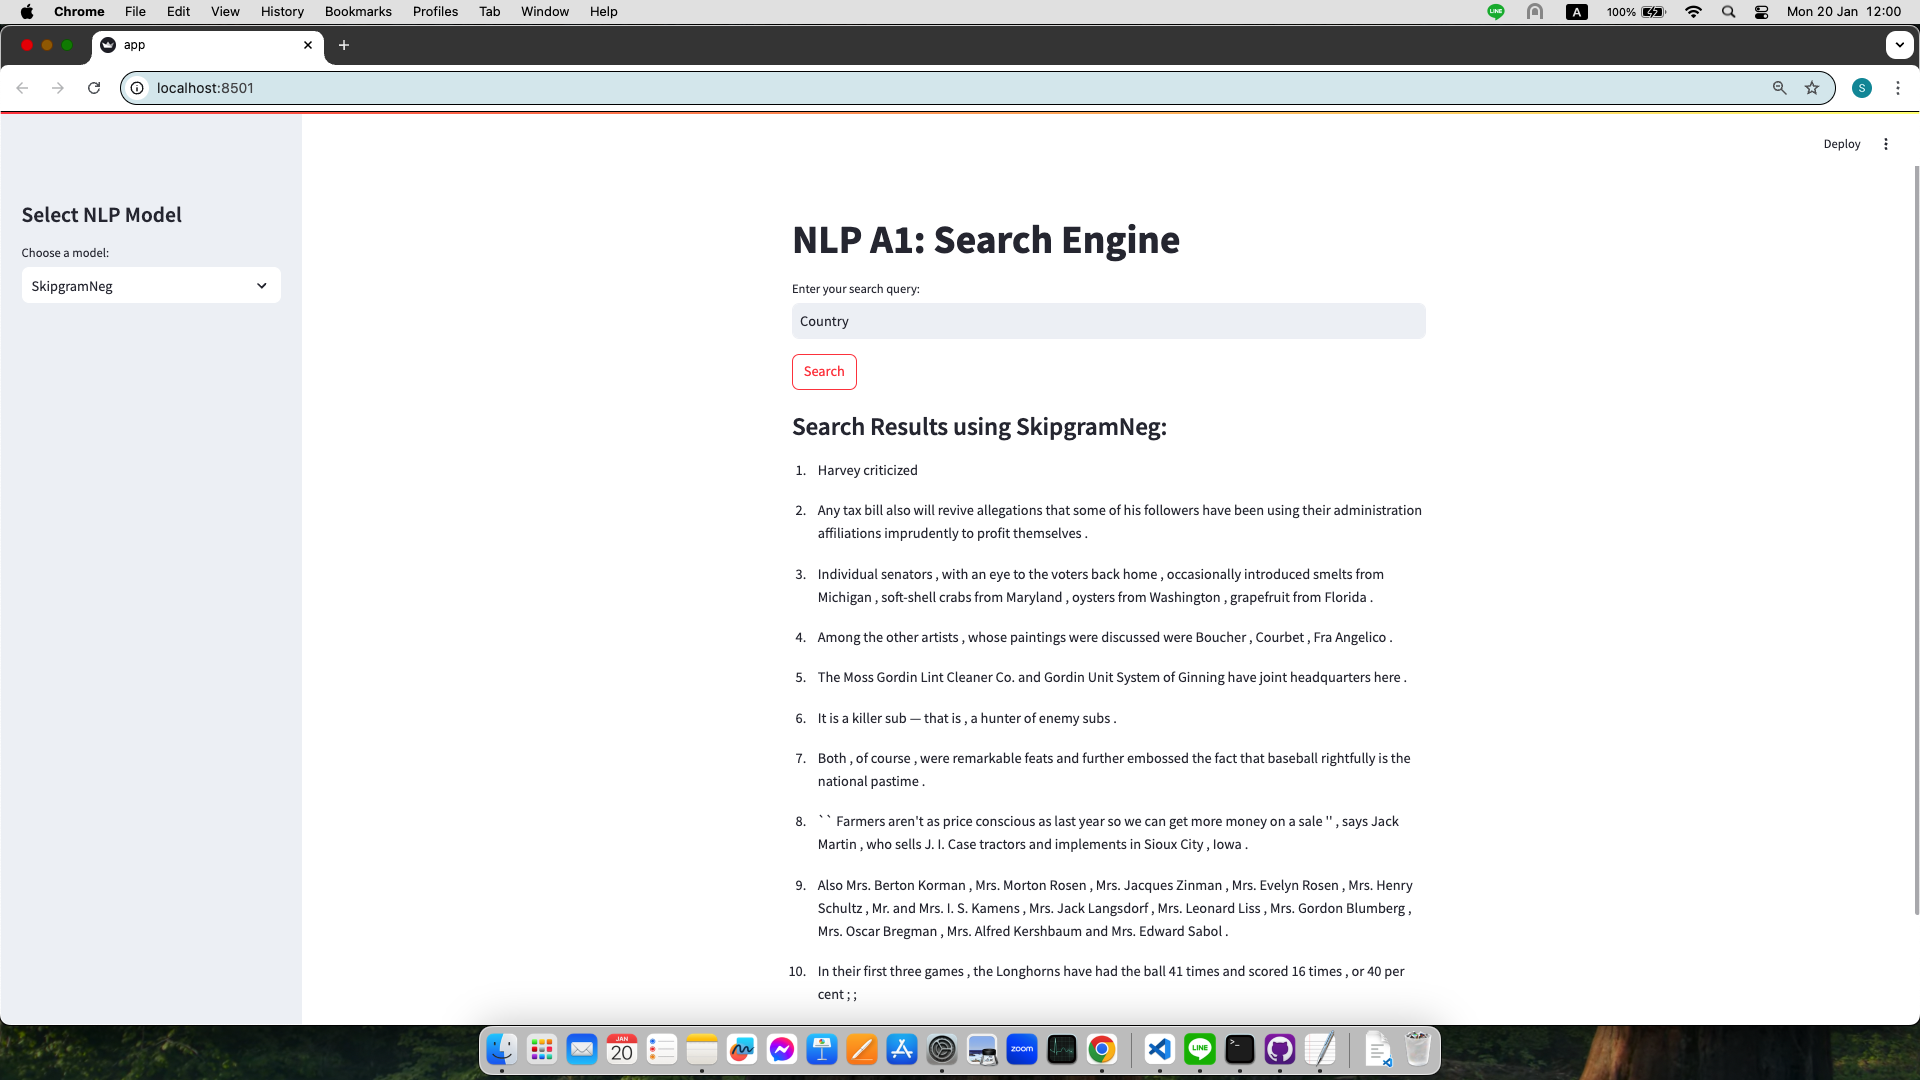 Chrome File Edit View History Bookmarks Profiles Tab Window Help LINE A 100% Mon 20 Jan 12:00
app
localhost:8501 S
Deploy
Select NLP Model
Choose a model:
SkipgramNeg
NLP A1: Search Engine
Enter your search query:
Country
Search
Search Results using SkipgramNeg:
1. Harvey criticized
2. Any tax bill also will revive allegations that some of his followers have been using their administration
affiliations imprudently to profit themselves .
3. Individual senators , with an eye to the voters back home , occasionally introduced smelts from
Michigan , soft-shell crabs from Maryland , oysters from Washington , grapefruit from Florida .
4. Among the other artists , whose paintings were discussed were Boucher , Courbet , Fra Angelico .
5. The Moss Gordin Lint Cleaner Co. and Gordin Unit System of Ginning have joint headquarters here .
6. It is a killer sub — that is , a hunter of enemy subs .
7. Both , of course , were remarkable feats and further embossed the fact that baseball rightfully is the
national pastime .
8. `` Farmers aren't as price conscious as last year so we can get more money on a sale '' , says Jack
Martin , who sells J. I. Case tractors and implements in Sioux City , Iowa .
9. Also Mrs. Berton Korman , Mrs. Morton Rosen , Mrs. Jacques Zinman , Mrs. Evelyn Rosen , Mrs. Henry
Schultz , Mr. and Mrs. I. S. Kamens , Mrs. Jack Langsdorf , Mrs. Leonard Liss , Mrs. Gordon Blumberg ,
Mrs. Oscar Bregman , Mrs. Alfred Kershbaum and Mrs. Edward Sabol .
10. In their first three games , the Longhorns have had the ball 41 times and scored 16 times , or 40 per
cent ; ;
JAN
20
zoom
LINE